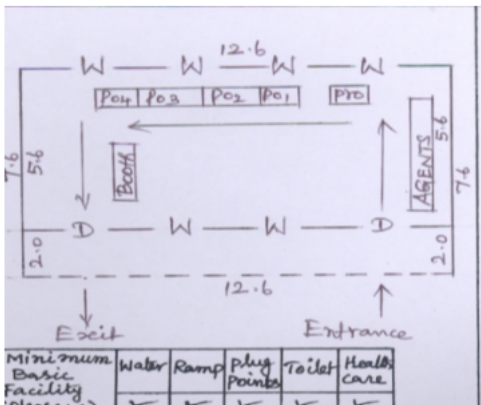 12.6
W W W W
PO4 PO3 PO2 PO1 PRO
7.6 5.6 Booth AGENTS 5.6 7.6
D W W D
2.0 2.0
12.6
Exit Entrance
Minimum Basic Facility Water Ramp Plug Points Toilet Health care